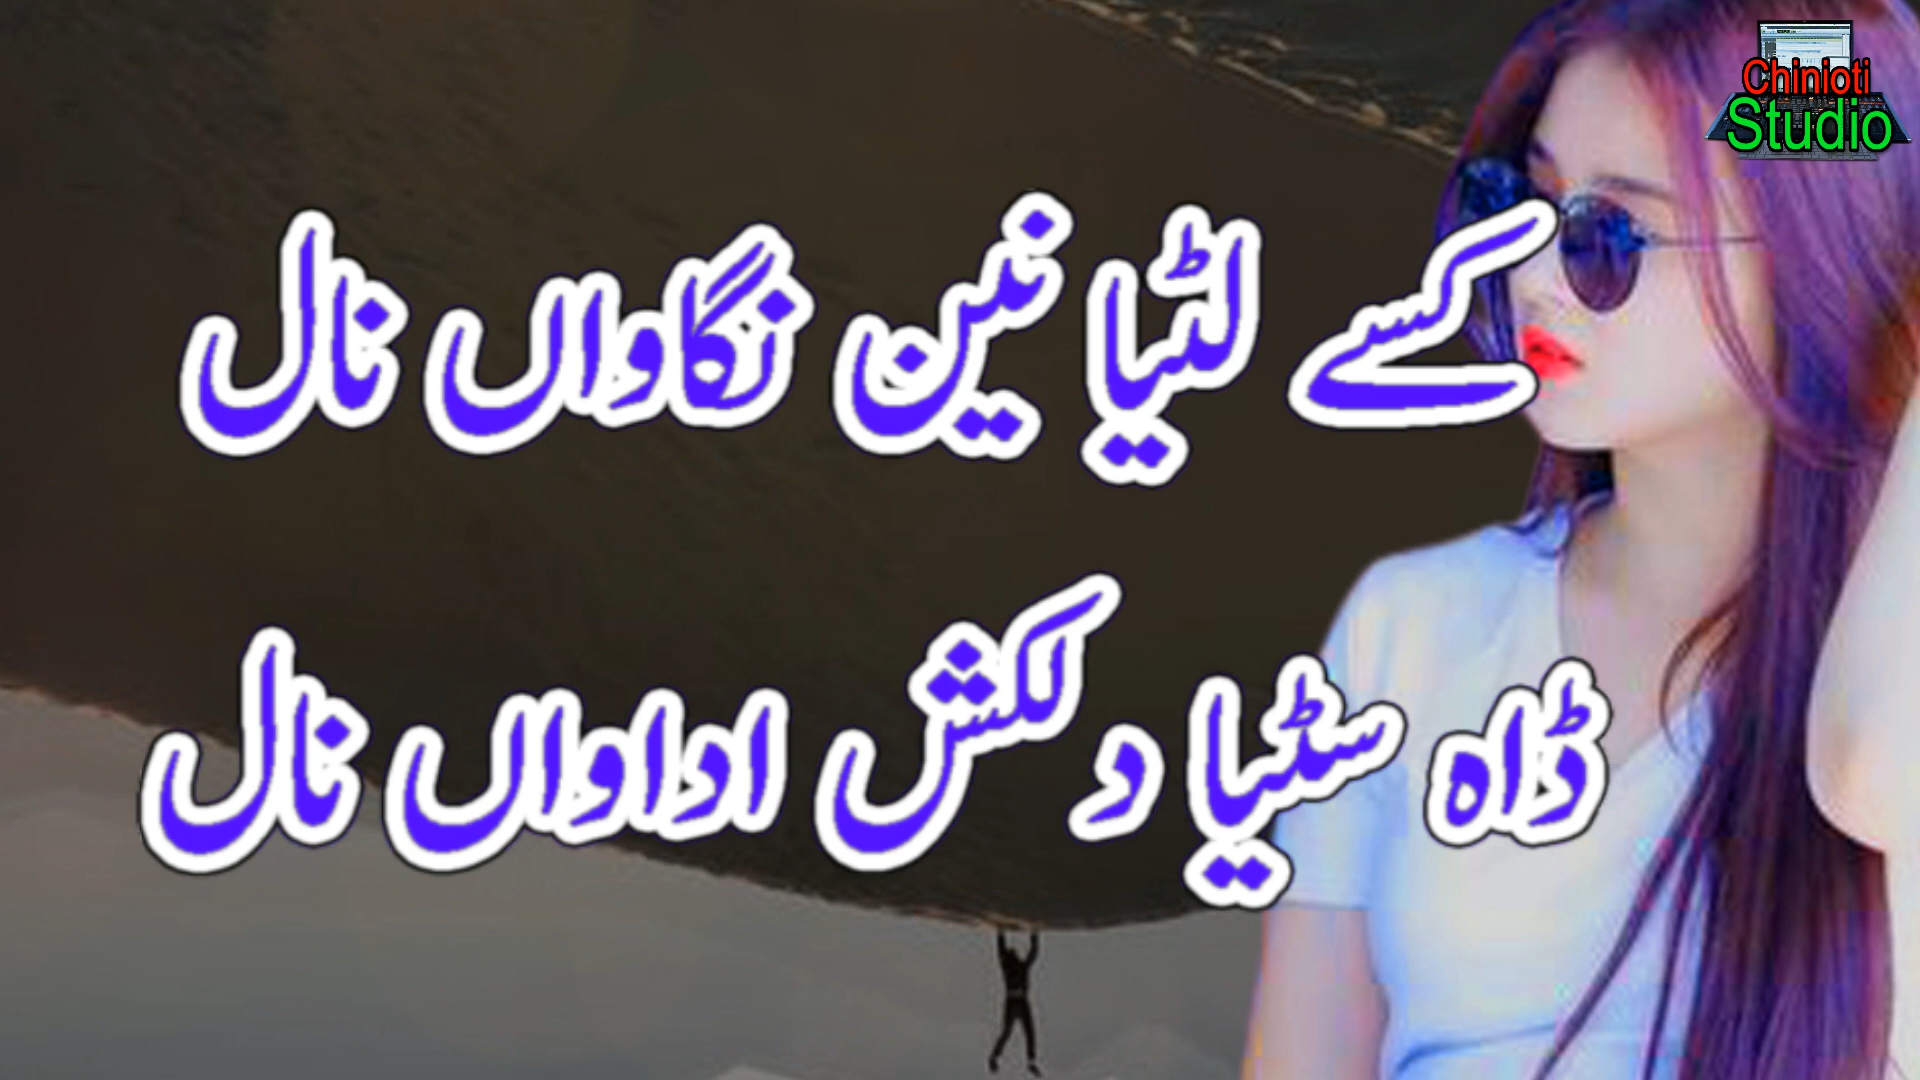 Chinioti
Studio
کسے لٹیا نین نگاواں نال
ڈاہ سٹیا دلکش اداواں نال